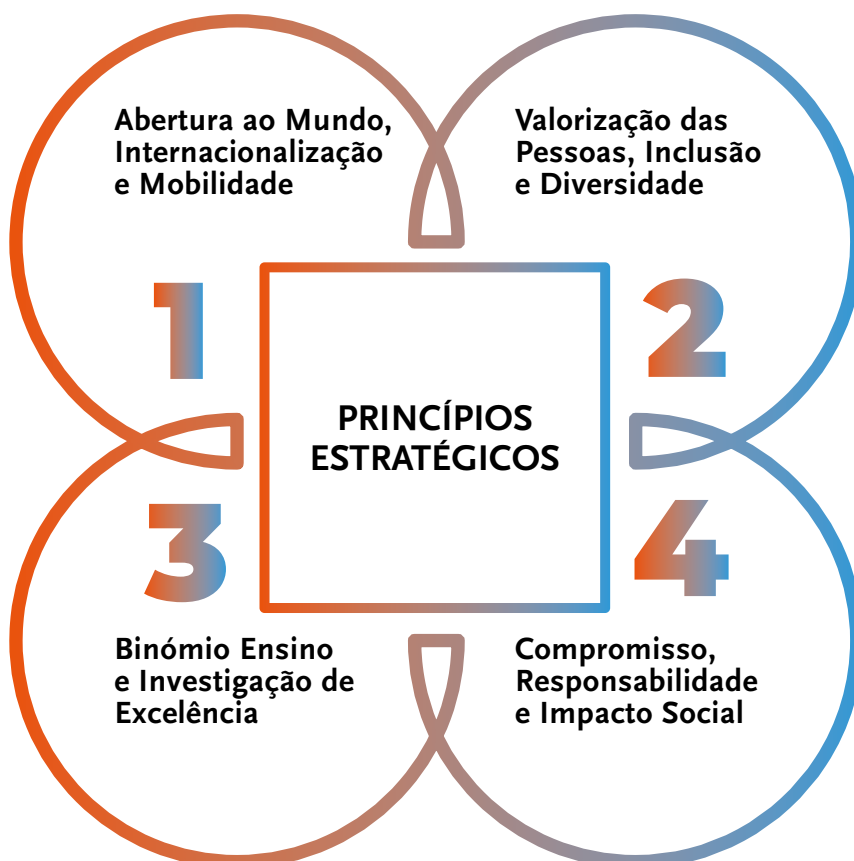 Abertura ao Mundo,
Internacionalização
e Mobilidade
1
Valorização das
Pessoas, Inclusão
e Diversidade
2
PRINCÍPIOS
ESTRATÉGICOS
3
Binómio Ensino
e Investigação de
Excelência
4
Compromisso,
Responsabilidade
e Impacto Social